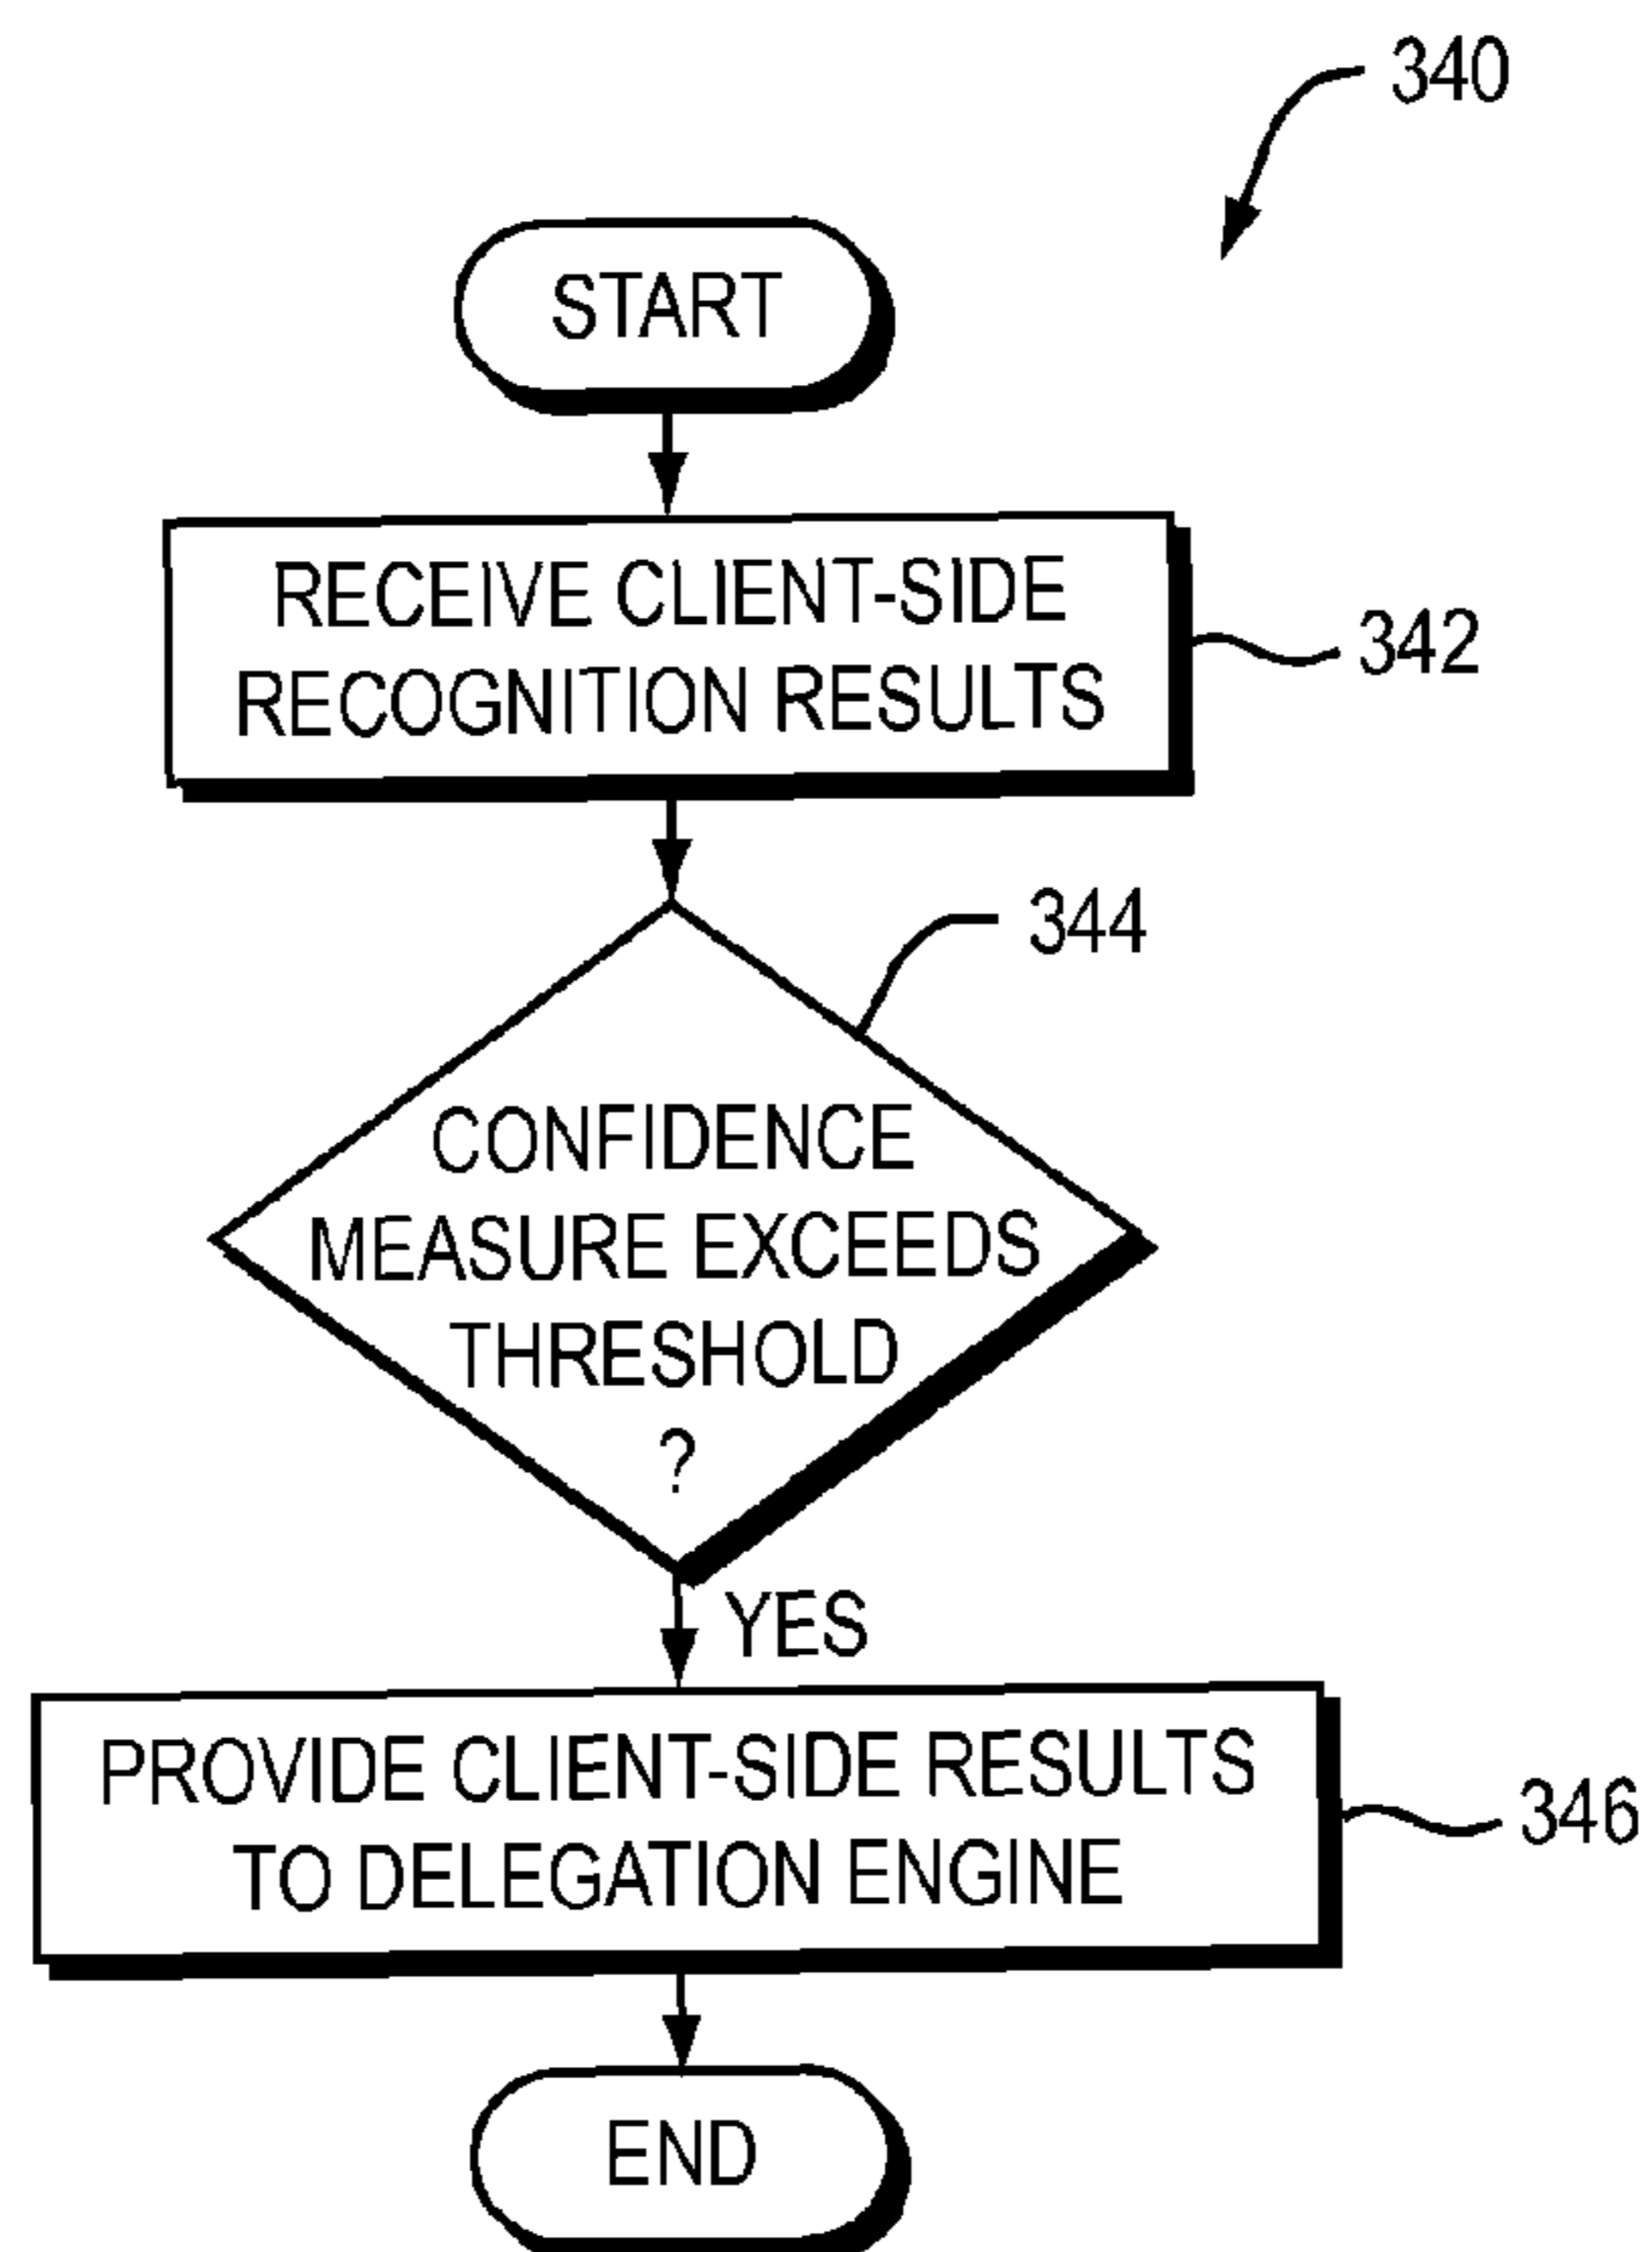 340
START
RECEIVE CLIENT-SIDE
RECOGNITION RESULTS
342
344
CONFIDENCE
MEASURE EXCEEDS
THRESHOLD
?
YES
PROVIDE CLIENT-SIDE RESULTS
TO DELEGATION ENGINE
346
END